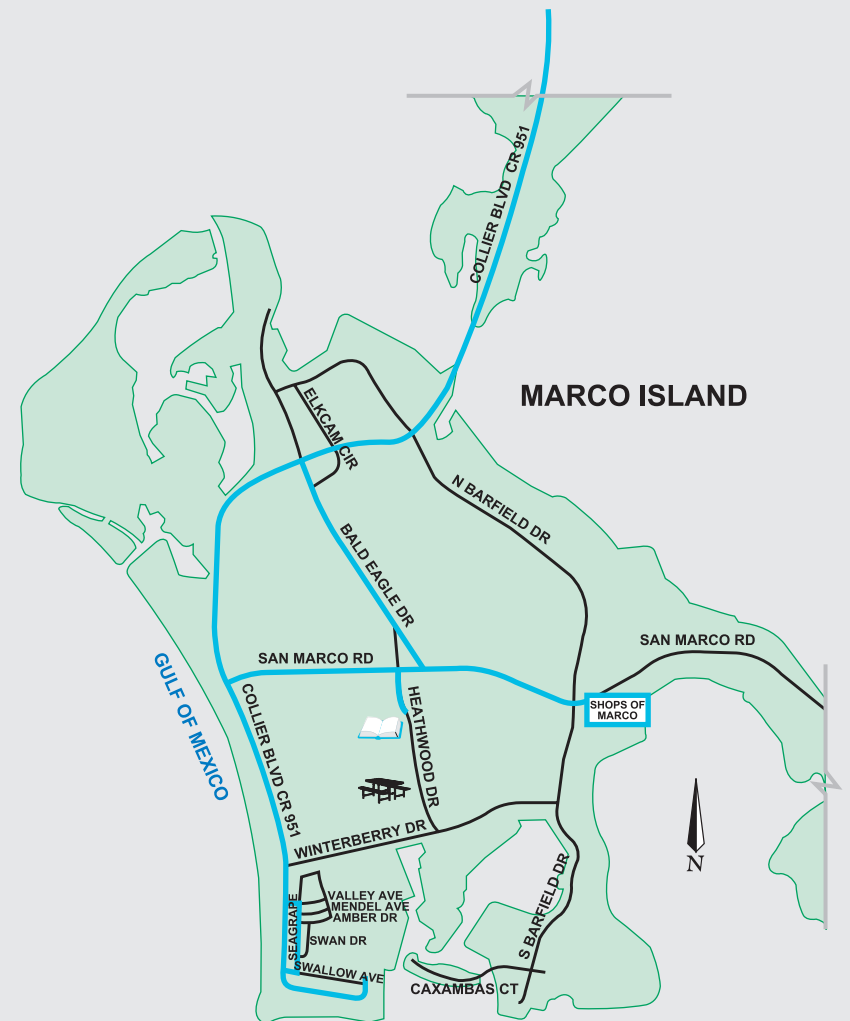 COLLIER BLVD CR 951
MARCO ISLAND
ELKCAM CIR
N BARFIELD DR
BALD EAGLE DR
SAN MARCO RD
SAN MARCO RD
GULF OF MEXICO
COLLIER BLVD CR 951
HEATHWOOD DR
SHOPS OF
MARCO
WINTERBERRY DR
N
S BARFIELD DR
SEAGRAPE
VALLEY AVE
MENDEL AVE
AMBER DR
SWAN DR
SWALLOW AVE
CAXAMBAS CT